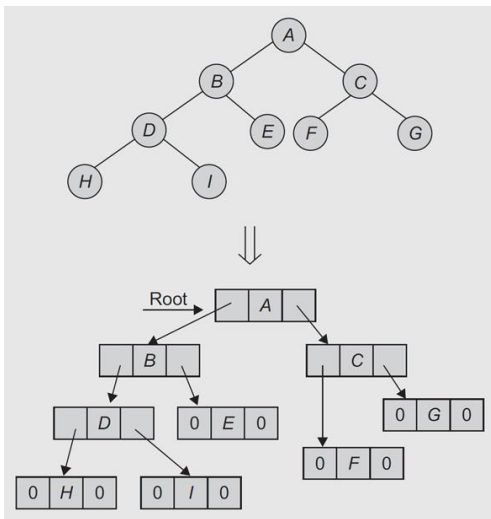 A
B C
D E F G
H I
Root A
B C
D 0 E 0 0 G 0
0 H 0 0 I 0 0 F 0